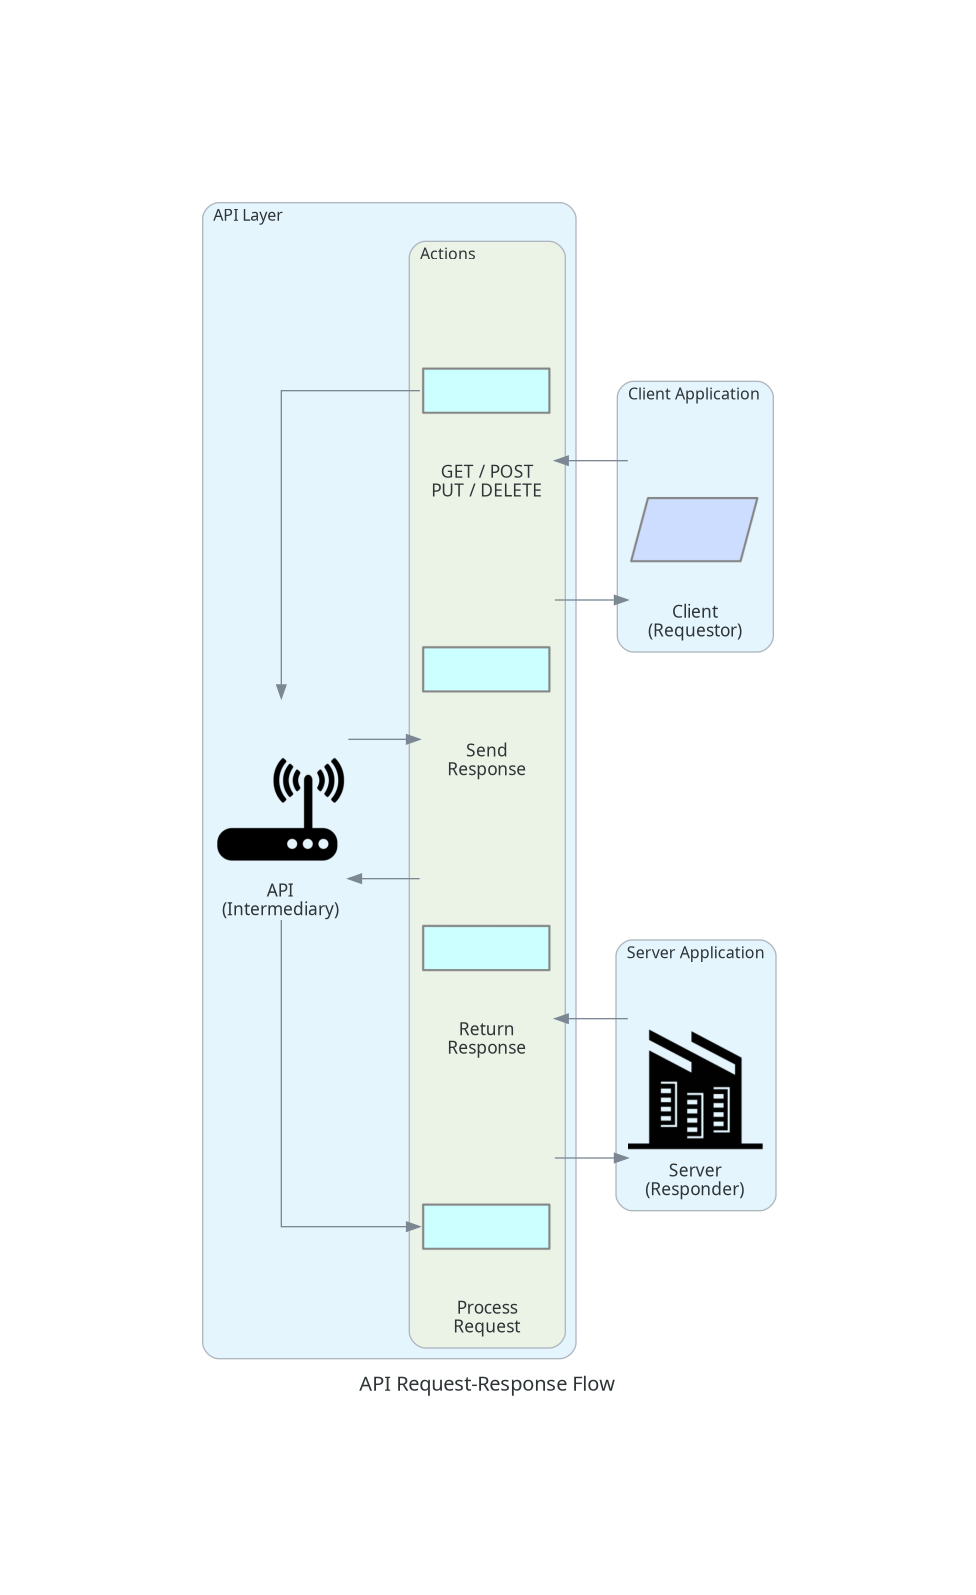 API Layer
Actions
GET / POST
PUT / DELETE
Client Application
Client
(Requestor)
Send
Response
API
(Intermediary)
Return
Response
Server Application
Server
(Responder)
Process
Request
API Request-Response Flow